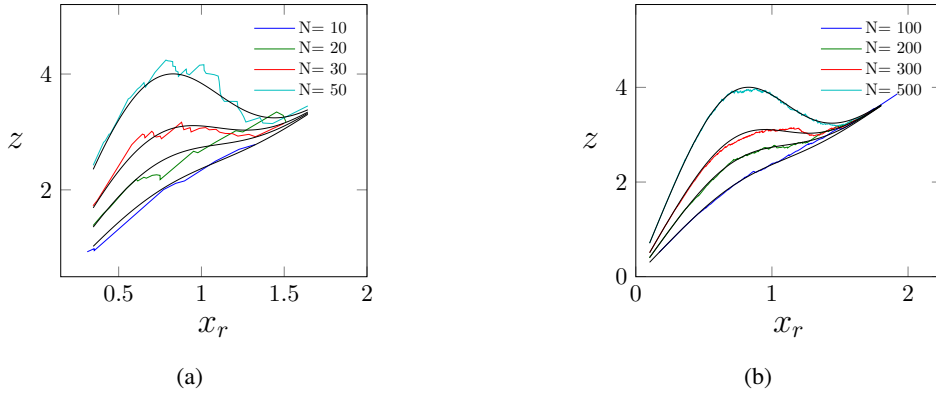 N= 10
N= 20
N= 30
N= 50
4
2
z
0.5
1
1.5
2
x_r
(a)
N= 100
N= 200
N= 300
N= 500
4
2
0
z
0
1
2
x_r
(b)